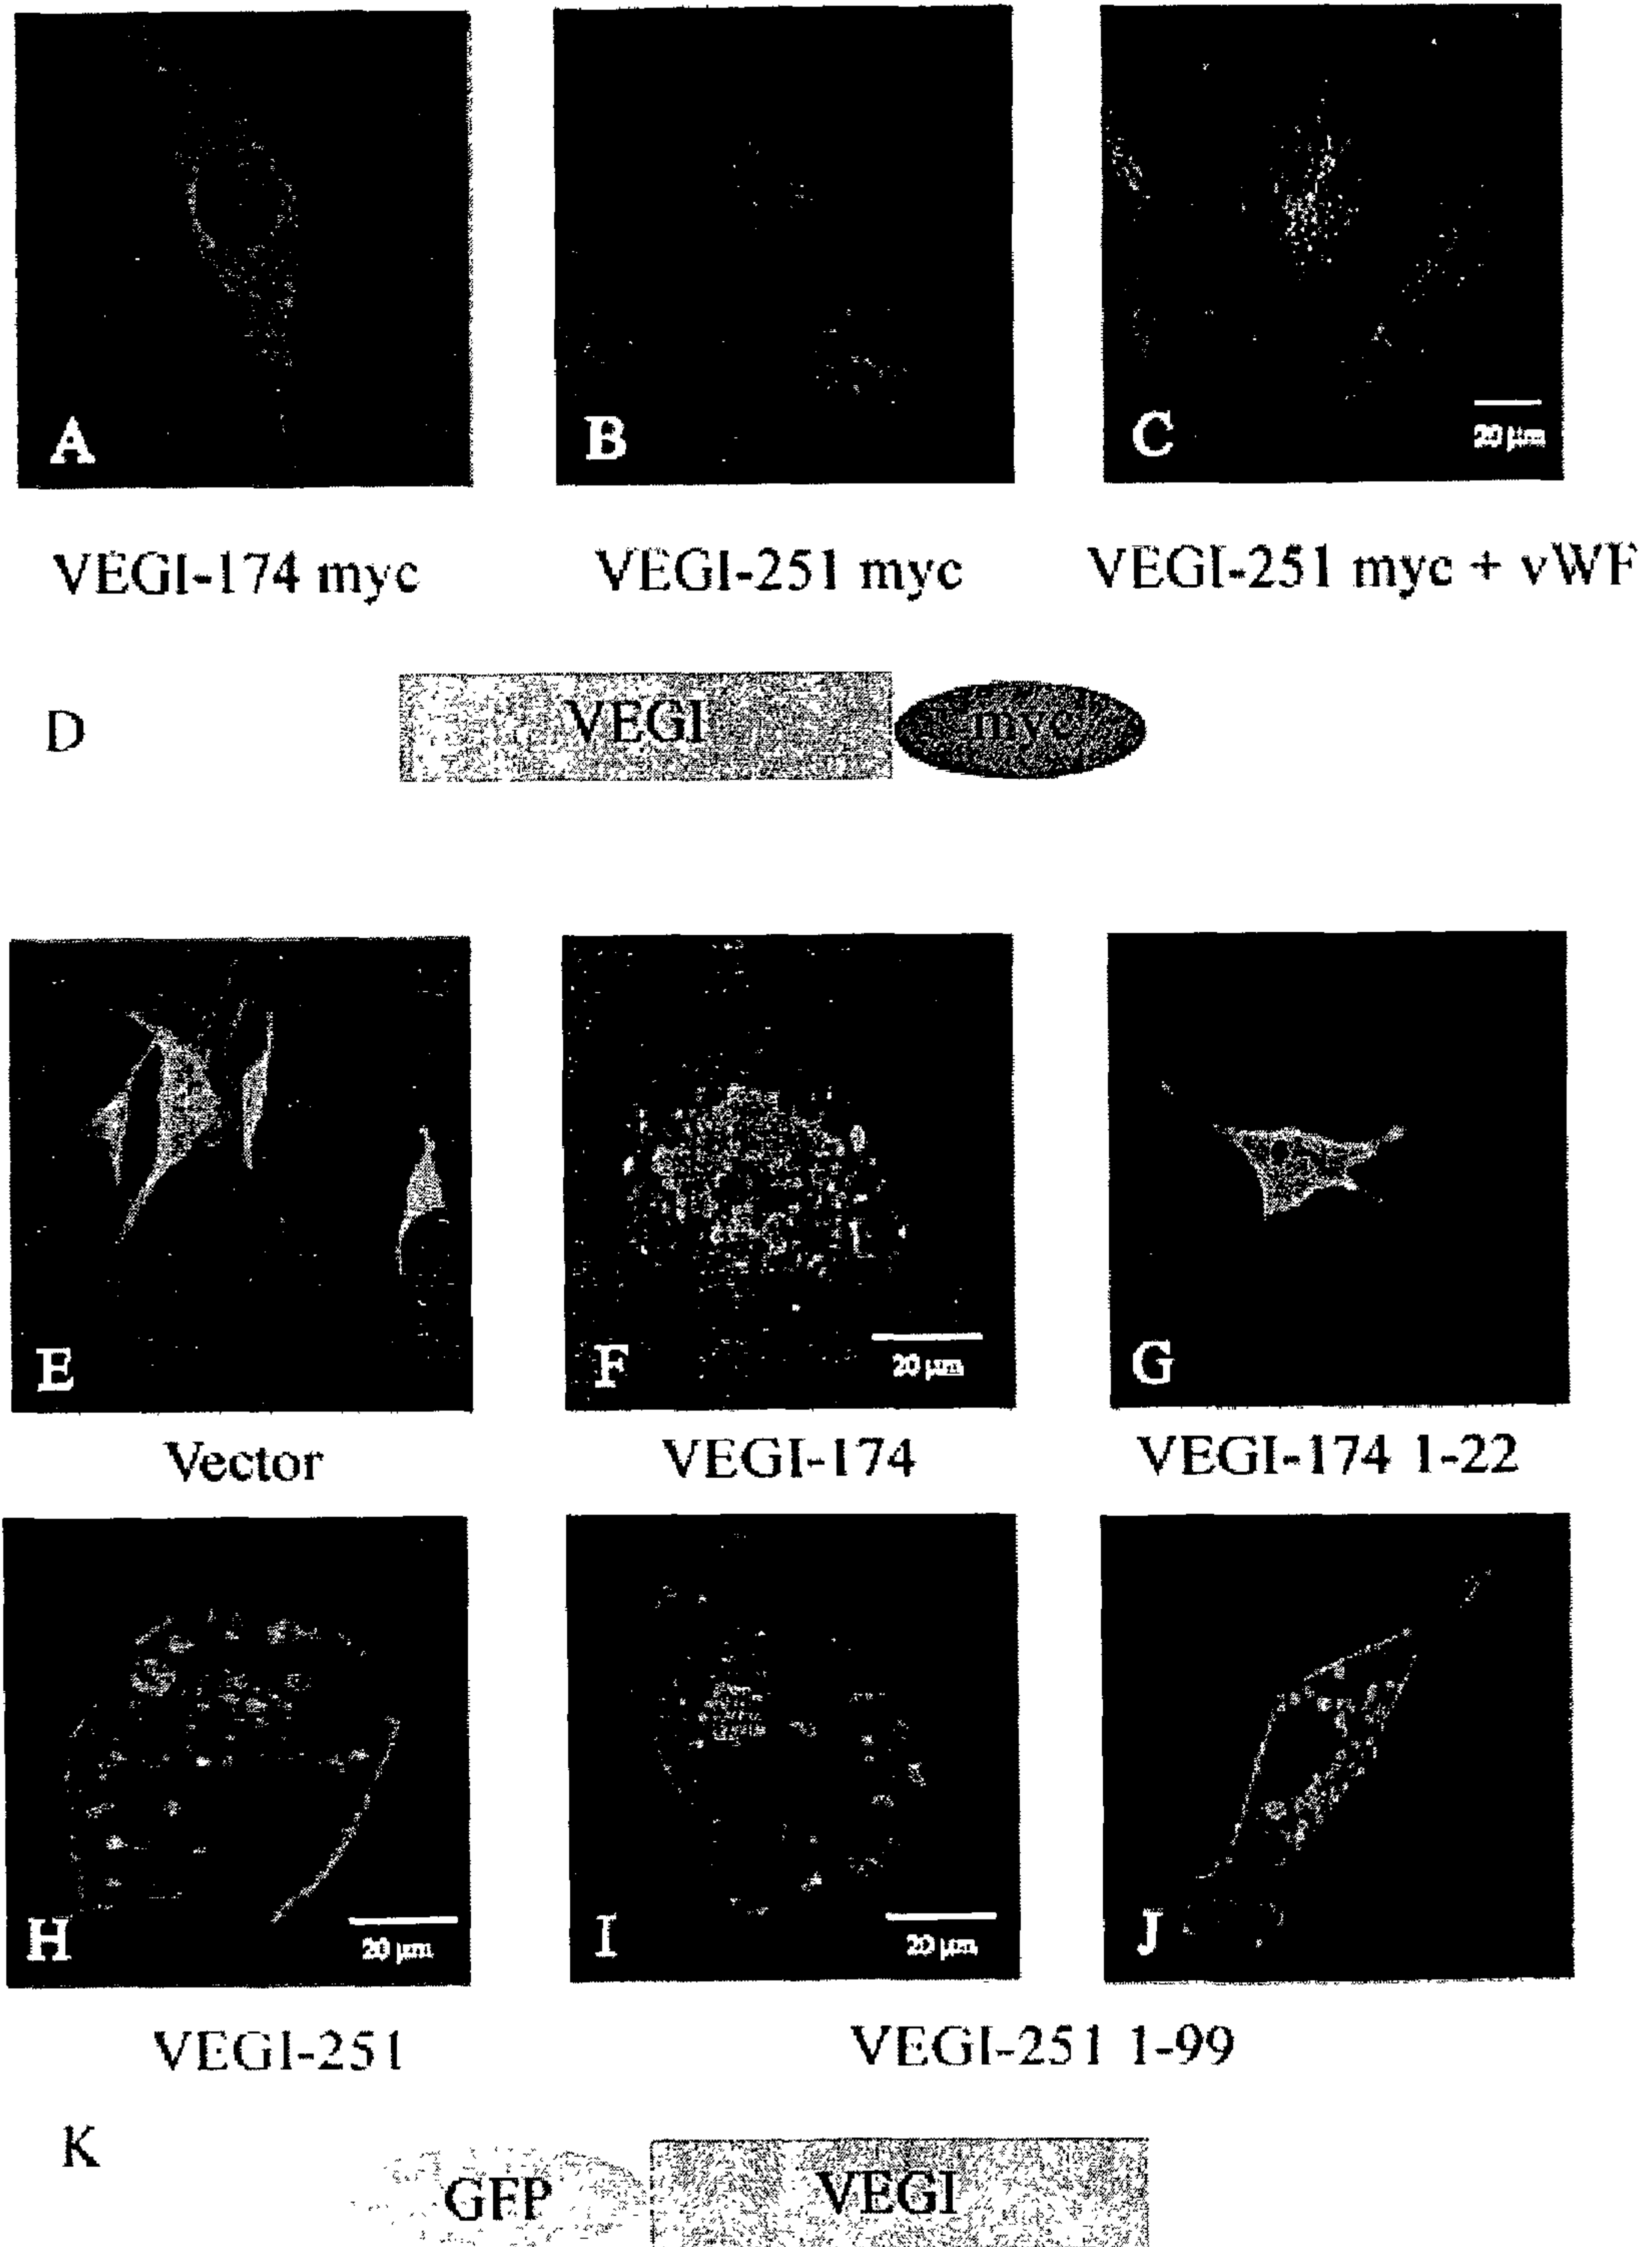 A
B
C
20 µm
VEGI-174 myc
VEGI-251 myc
VEGI-251 myc + vWF
D
VEGI
myc
E
F
20 µm
G
Vector
VEGI-174
VEGI-174 1-22
H
20 µm
I
20 µm
J
VEGI-251
VEGI-251 1-99
K
GFP
VEGI